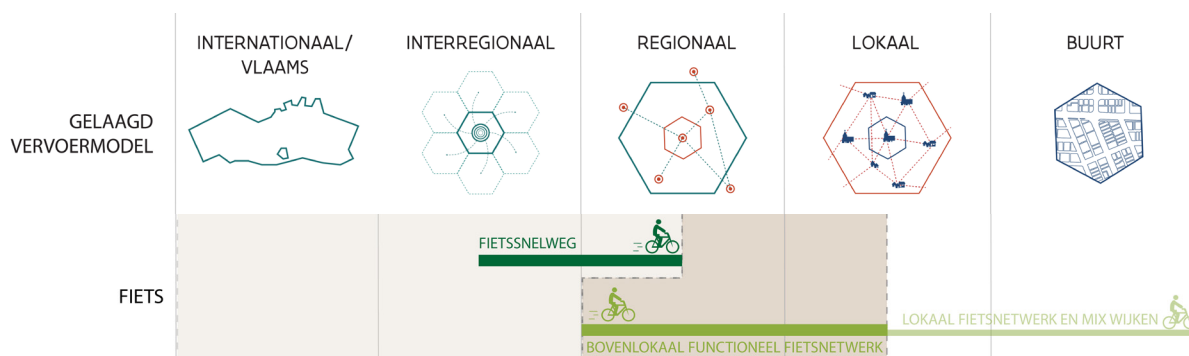 INTERNATIONAAL/
VLAAMS
INTERREGIONAAL
REGIONAAL
LOKAAL
BUURT
GELAAGD
VERVOERMODEL
FIETSSNELWEG
FIETS
BOVENLOKAAL FUNCTIONEEL FIETSNETWERK
LOKAAL FIETSNETWERK EN MIX WIJKEN